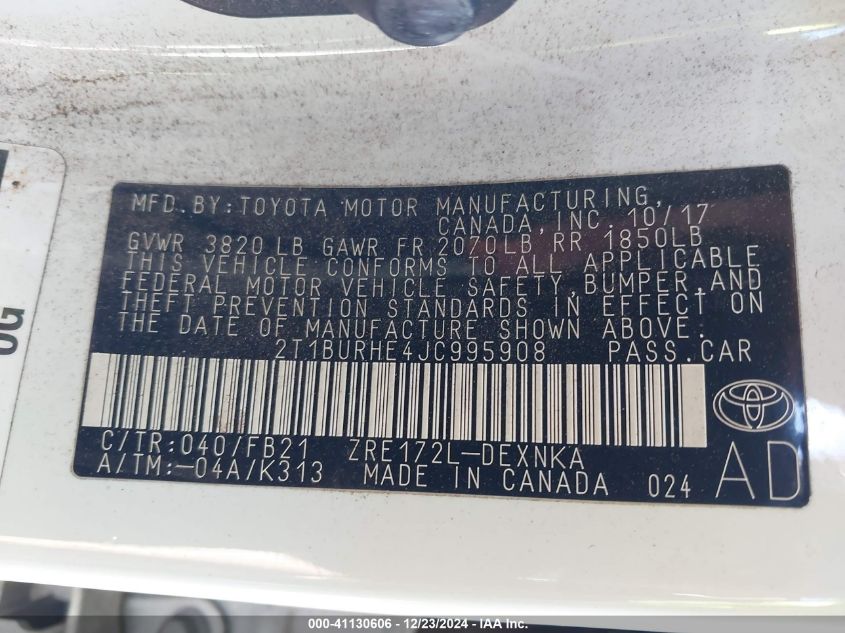 MFD.BY:TOYOTA MOTOR MANUFACTURING,
CANADA,INC. 10/17
GVWR 3820 LB GAWR FR 2070LB RR 1850LB
THIS VEHICLE CONFORMS TO ALL APPLICABLE
FEDERAL MOTOR VEHICLE SAFETY,BUMPER,AND
THEFT PREVENTION STANDARDS IN EFFECT ON
THE DATE OF MANUFACTURE SHOWN ABOVE.
2T1BURHE4JC995908 PASS.CAR
C/TR:040/FB21 ZRE172L-DEXNKA
A/TM:-04A/K313 MADE IN CANADA 024 AD
OG
000-41130606 - 12/23/2024 - IAA Inc.